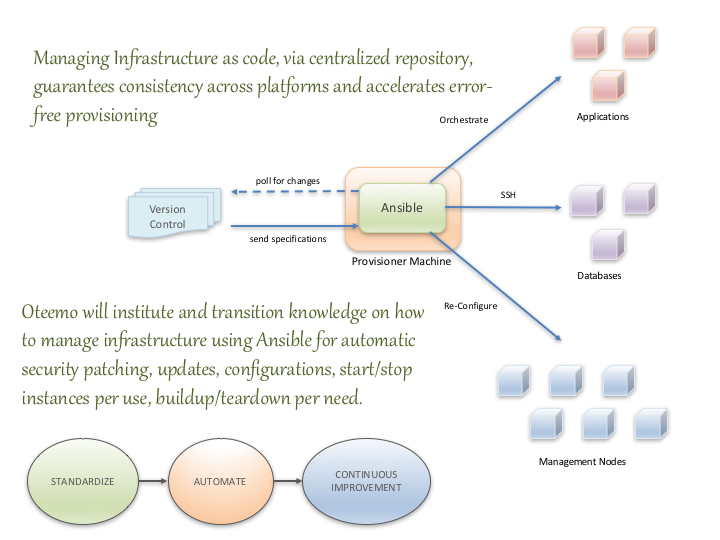 Managing Infrastructure as code, via centralized repository,
guarantees consistency across platforms and accelerates error-
free provisioning
Orchestrate
Applications
poll for changes
Version
Control
Ansible
SSH
send specifications
Provisioner Machine
Databases
Re-Configure
Oteemo will institute and transition knowledge on how
to manage infrastructure using Ansible for automatic
security patching, updates, configurations, start/stop
instances per use, buildup/teardown per need.
Management Nodes
STANDARDIZE
AUTOMATE
CONTINUOUS
IMPROVEMENT